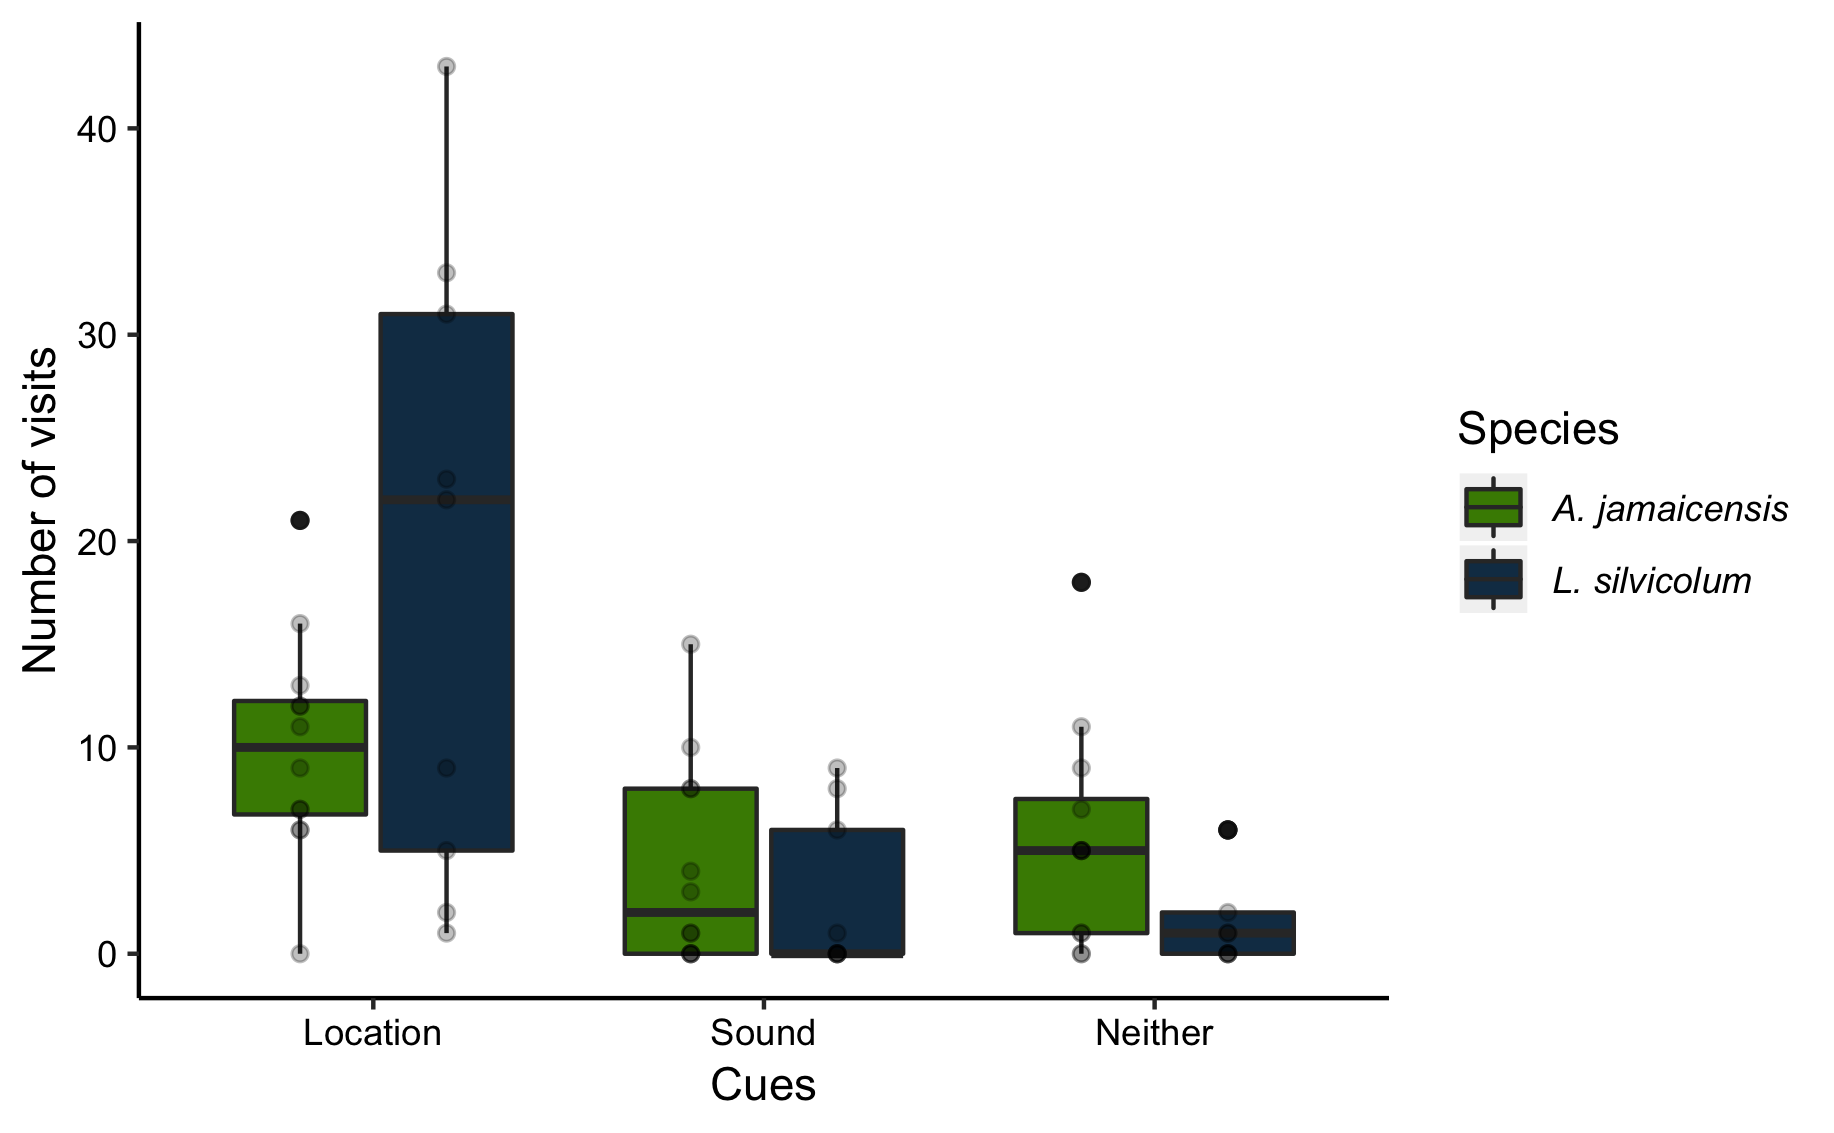 Number of visits
40
30
20
10
0
Location Sound Neither
Cues
Species
A. jamaicensis
L. silvicolum